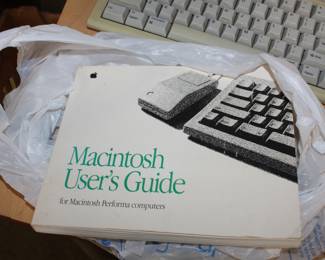 Macintosh
User's Guide
for Macintosh Performa computers